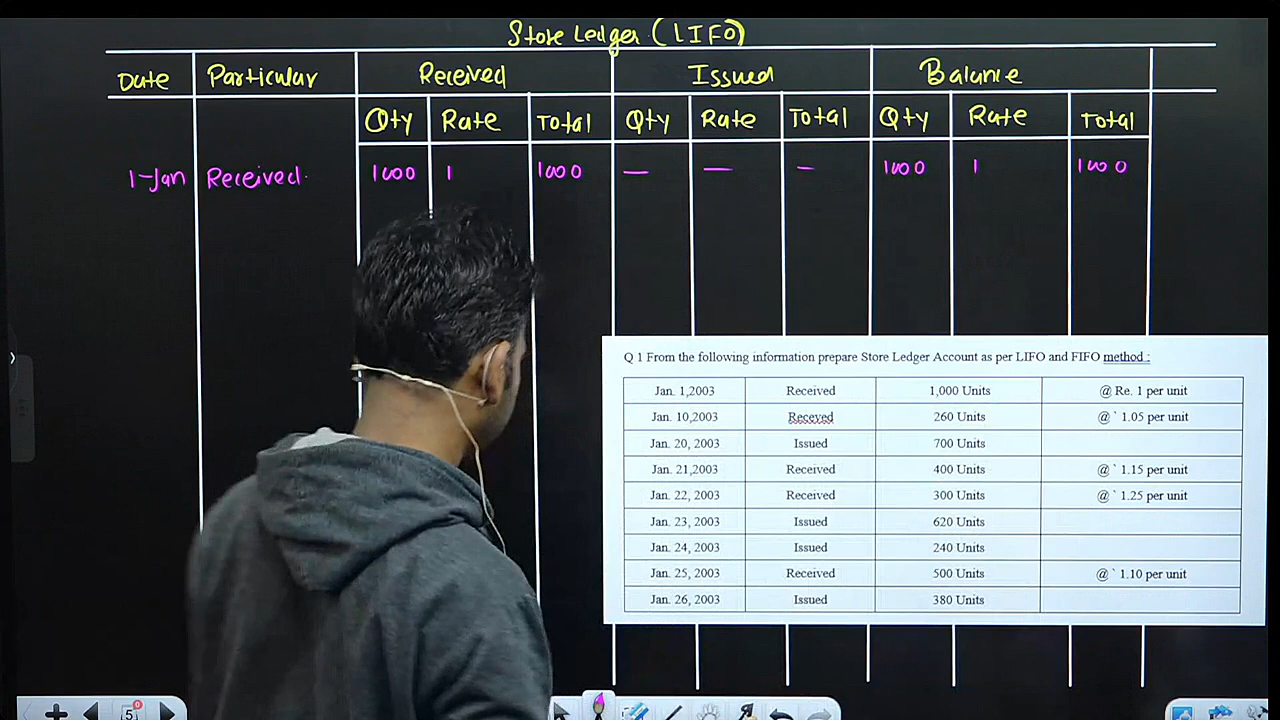 Store Ledger (LIFO)
Date Particular Received Issued Balance
Qty Rate Total Qty Rate Total Qty Rate Total
1-Jan Received. 1000 1 1000 — — — 1000 1 1000
Q 1 From the following information prepare Store Ledger Account as per LIFO and FIFO method :
Jan. 1,2003 Received 1,000 Units @ Re. 1 per unit
Jan. 10,2003 Receved 260 Units @ ` 1.05 per unit
Jan. 20, 2003 Issued 700 Units
Jan. 21,2003 Received 400 Units @ ` 1.15 per unit
Jan. 22, 2003 Received 300 Units @ ` 1.25 per unit
Jan. 23, 2003 Issued 620 Units
Jan. 24, 2003 Issued 240 Units
Jan. 25, 2003 Received 500 Units @ ` 1.10 per unit
Jan. 26, 2003 Issued 380 Units
5